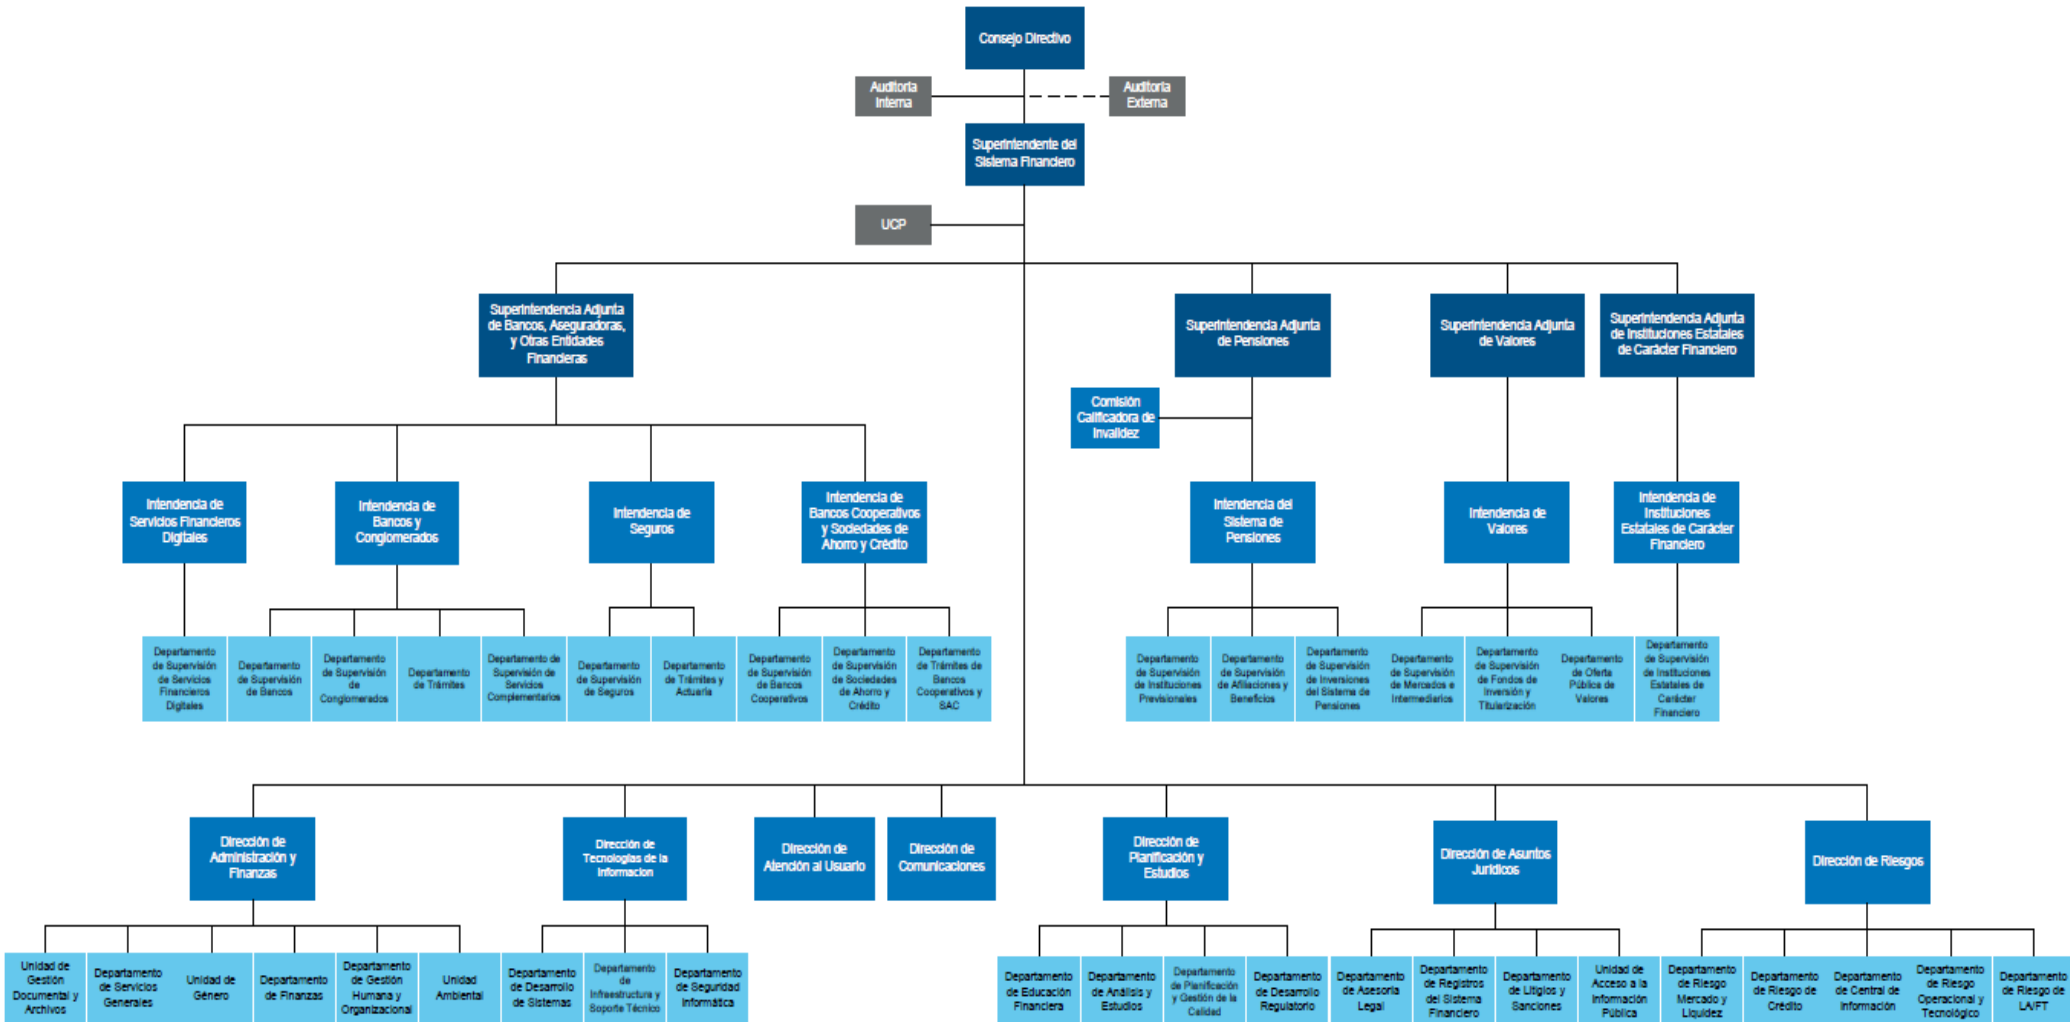 Consejo Directivo
Auditoría
Interna
Auditoría
Externa
Superintendente del
Sistema Financiero
UCP
Superintendencia Adjunta
de Bancos, Aseguradoras,
y Otras Entidades
Financieras
Superintendencia Adjunta
de Pensiones
Superintendencia Adjunta
de Valores
Superintendencia Adjunta
de Instituciones Estatales
de Carácter Financiero
Comisión
Calificadora de
Invalidez
Intendencia de
Servicios Financieros
Digitales
Intendencia de
Bancos y
Conglomerados
Intendencia de
Seguros
Intendencia de
Bancos Cooperativos
y Sociedades de
Ahorro y Crédito
Intendencia del
Sistema de
Pensiones
Intendencia de
Valores
Intendencia de
Instituciones
Estatales de Carácter
Financiero
Departamento
de Supervisión
de Servicios
Financieros
Digitales
Departamento
de Supervisión
de Bancos
Departamento
de Supervisión
de
Conglomerados
Departamento
de Trámites
Departamento de
Supervisión de
Servicios
Complementarios
Departamento
de Supervisión
de Seguros
Departamento
de Trámites y
Actuaría
Departamento
de Supervisión
de Bancos
Cooperativos
Departamento
de Supervisión
de Sociedades
de Ahorro y
Crédito
Departamento
de Trámites de
Bancos
Cooperativos y
SAC
Departamento
de Supervisión
de Instituciones
Previsionales
Departamento
de Supervisión
de Afiliaciones y
Beneficios
Departamento
de Supervisión
de Inversiones
del Sistema de
Pensiones
Departamento
de Supervisión
de Mercados e
Intermediarios
Departamento
de Supervisión
de Fondos de
Inversión y
Titularización
Departamento
de Oferta
Pública de
Valores
Departamento
de Supervisión
de Instituciones
Estatales de
Carácter
Financiero
Dirección de
Administración y
Finanzas
Dirección de
Tecnologías de la
Informacion
Dirección de
Atención al Usuario
Dirección de
Comunicaciones
Dirección de
Planificación y
Estudios
Dirección de Asuntos
Jurídicos
Dirección de Riesgos
Unidad de
Gestión
Documental y
Archivos
Departamento
de Servicios
Generales
Unidad de
Género
Departamento
de Finanzas
Departamento
de Gestión
Humana y
Organizacional
Unidad
Ambiental
Departamento
de Desarrollo
de Sistemas
Departamento
de
Infraestructura y
Soporte Técnico
Departamento
de Seguridad
Informática
Departamento
de Educación
Financiera
Departamento
de Análisis y
Estudios
Departamento
de Planificación
y Gestión de la
Calidad
Departamento
de Desarrollo
Regulatorio
Departamento
de Asesoría
Legal
Departamento
de Registros
del Sistema
Financiero
Departamento
de Litigios y
Sanciones
Unidad de
Acceso a la
Información
Pública
Departamento
de Riesgo
Mercado y
Liquidez
Departamento
de Riesgo de
Crédito
Departamento
de Central de
Información
Departamento
de Riesgo
Operacional y
Tecnológico
Departamento
de Riesgo de
LA/FT